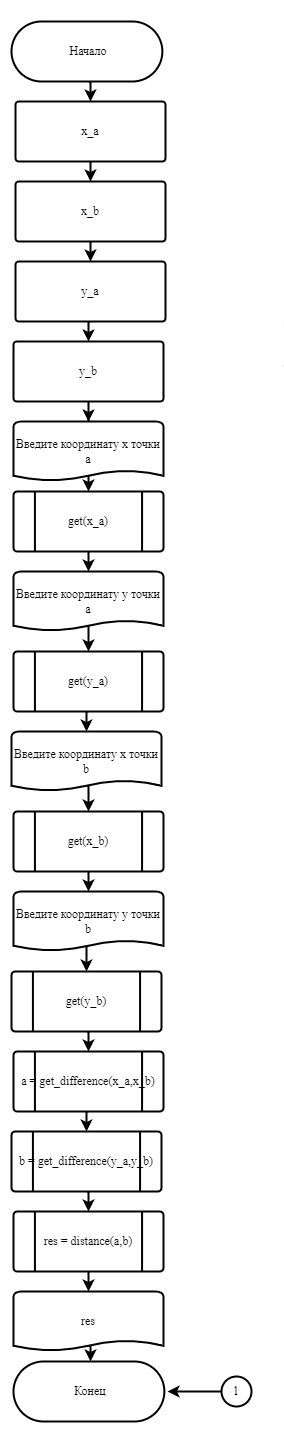 Начало
x_a
x_b
y_a
y_b
Введите координату x точки
a
get(x_a)
Введите координату y точки
a
get(y_a)
Введите координату x точки
b
get(x_b)
Введите координату y точки
b
get(y_b)
a = get_difference(x_a,x_b)
b = get_difference(y_a,y_b)
res = distance(a,b)
res
Конец
1